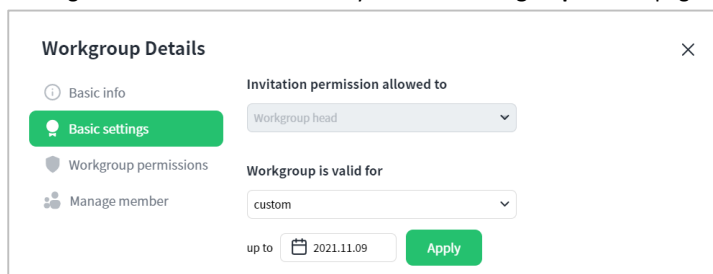 Workgroup Details
Basic info
Basic settings
Workgroup permissions
Manage member
Invitation permission allowed to
Workgroup head
Workgroup is valid for
custom
up to 2021.11.09 Apply